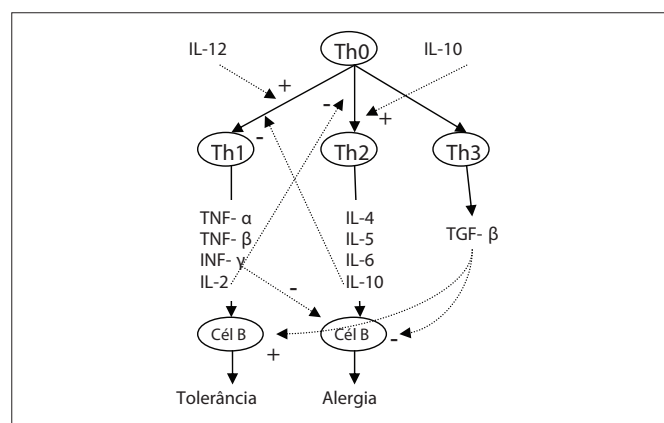 IL-12
Th0
IL-10
+
-
+
-
Th1
Th2
Th3
TNF- α
TNF- β
INF- γ
IL-2
IL-4
IL-5
IL-6
IL-10
TGF- β
-
Cél B
+
Cél B
-
Tolerância
Alergia